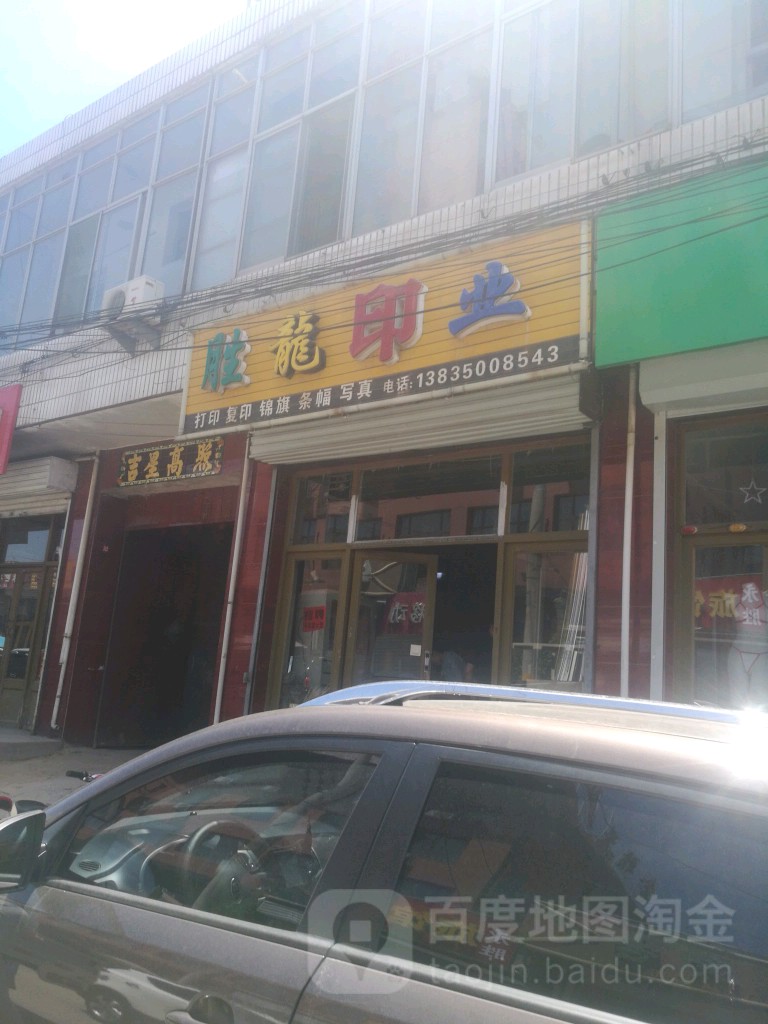 胜龍印业
打印 复印 锦旗 条幅 写真 电话:13835008543
吉星高照
百度地图淘金
taojin.baidu.com